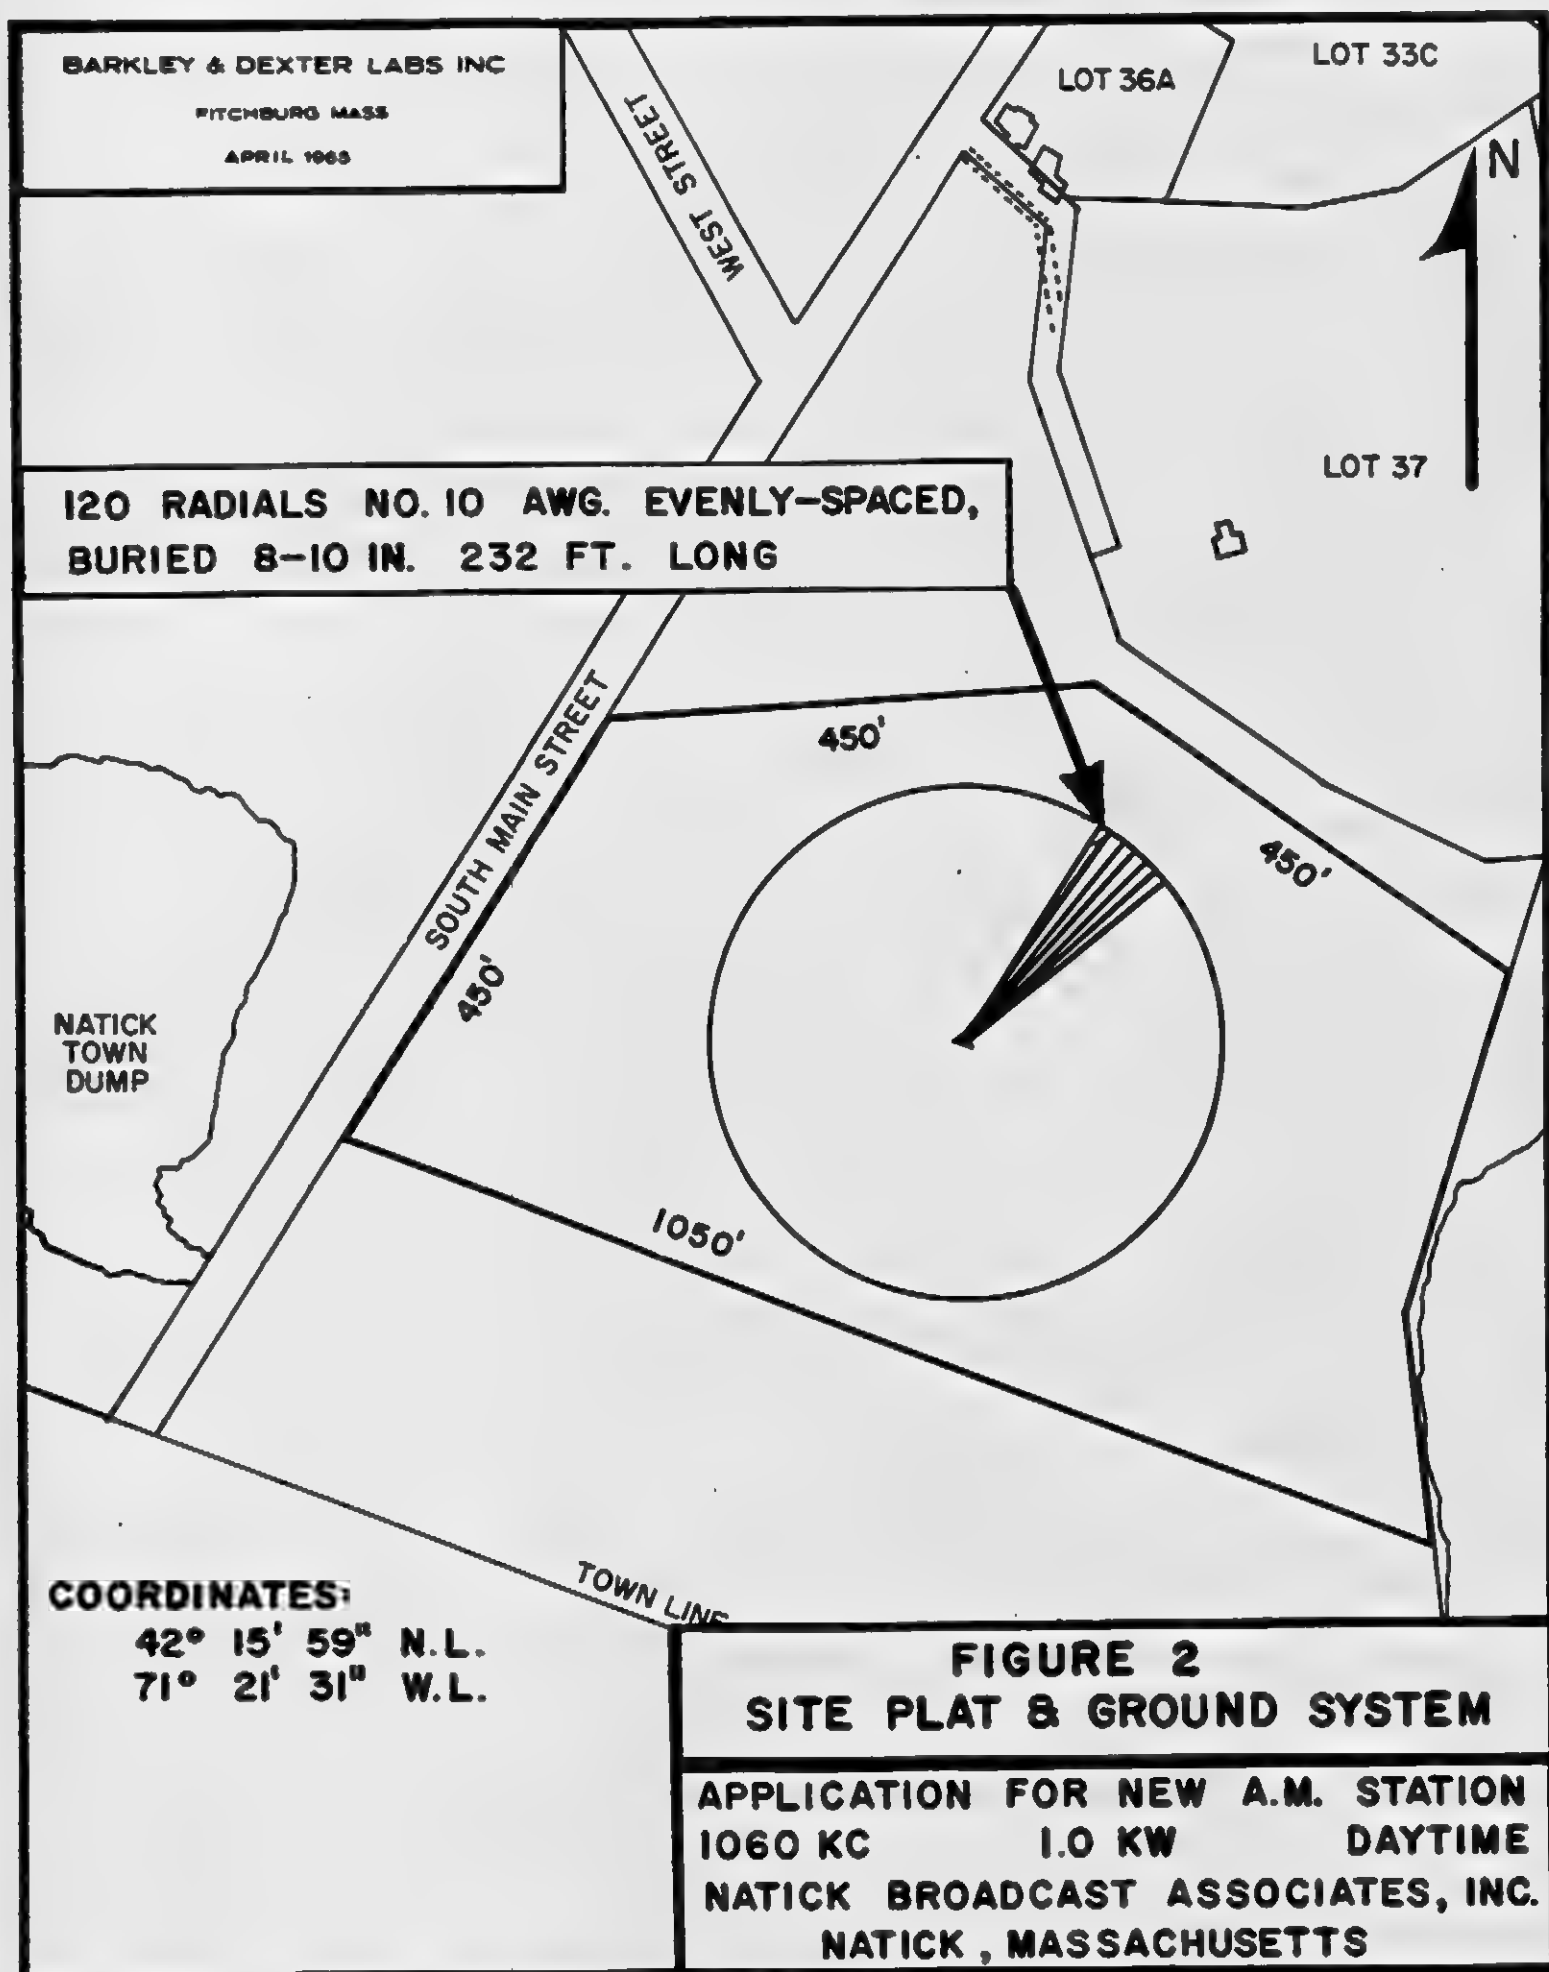 BARKLEY & DEXTER LABS INC
FITCHBURG MASS
APRIL 1965
WEST STREET
LOT 36A
LOT 33C
N
LOT 37
120 RADIALS NO. 10 AWG. EVENLY-SPACED,
BURIED 8-10 IN. 232 FT. LONG
SOUTH MAIN STREET
450'
450'
450'
1050'
NATICK
TOWN
DUMP
TOWN LINE
COORDINATES:
42° 15' 59" N.L.
71° 21' 31" W.L.
FIGURE 2
SITE PLAT & GROUND SYSTEM
APPLICATION FOR NEW A.M. STATION
1060 KC 1.0 KW DAYTIME
NATICK BROADCAST ASSOCIATES, INC.
NATICK, MASSACHUSETTS